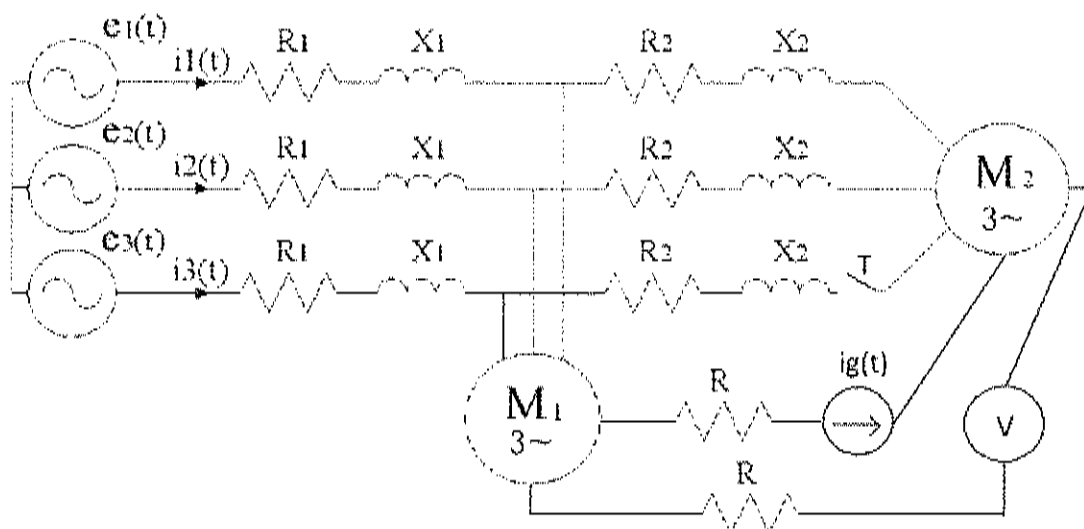 e1(t)
i1(t) R1 X1 R2 X2
e2(t)
i2(t) R1 X1 R2 X2
M2
3~
e3(t)
i3(t) R1 X1 R2 X2 T
M1
3~
R ig(t)
V
R